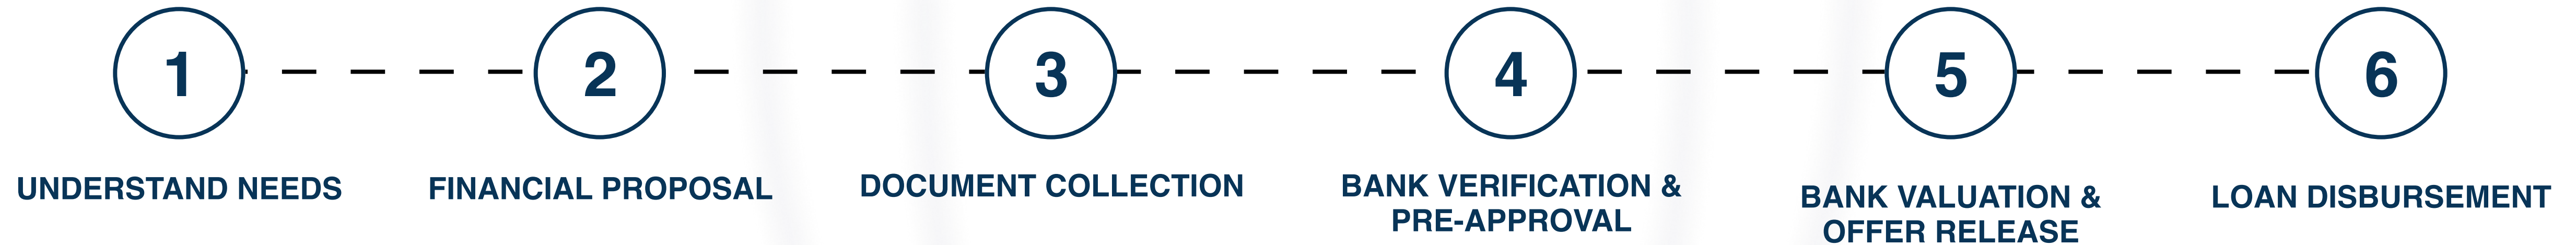 1
2
3
4
5
6
UNDERSTAND NEEDS
FINANCIAL PROPOSAL
DOCUMENT COLLECTION
BANK VERIFICATION &
PRE-APPROVAL
BANK VALUATION &
OFFER RELEASE
LOAN DISBURSEMENT